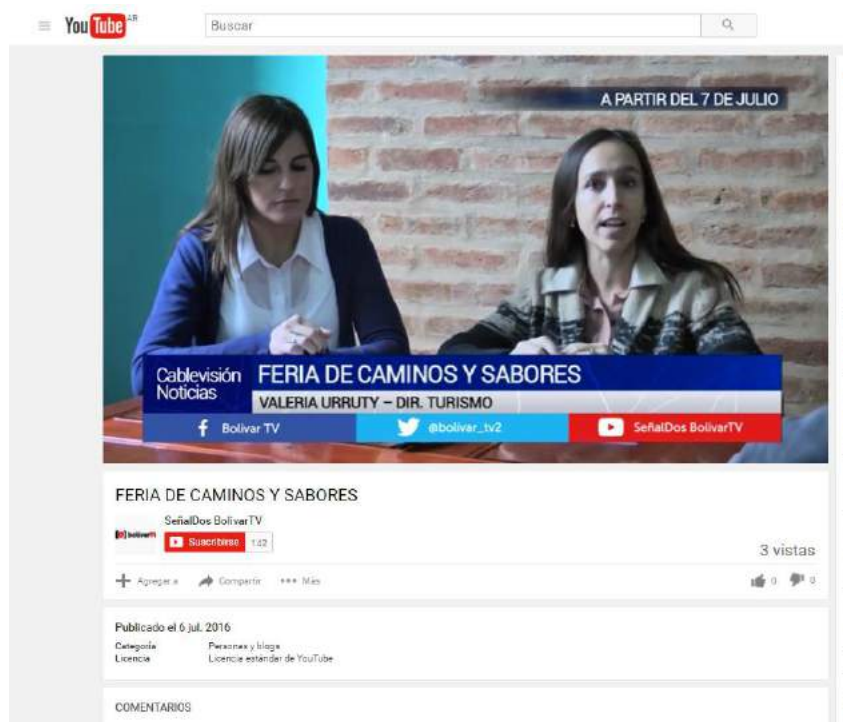 YouTube AR
Buscar
A PARTIR DEL 7 DE JULIO
Cablevisión Noticias
FERIA DE CAMINOS Y SABORES
VALERIA URRUTY – DIR. TURISMO
f Bolivar TV @bolivar_tv2 SeñalDos BolivarTV
FERIA DE CAMINOS Y SABORES
SeñalDos BolivarTV
bolivartv
Suscribirse 142
3 vistas
Agregar a Compartir Más 0 0
Publicado el 6 jul. 2016
Categoría Personas y blogs
Licencia Licencia estándar de YouTube
COMENTARIOS